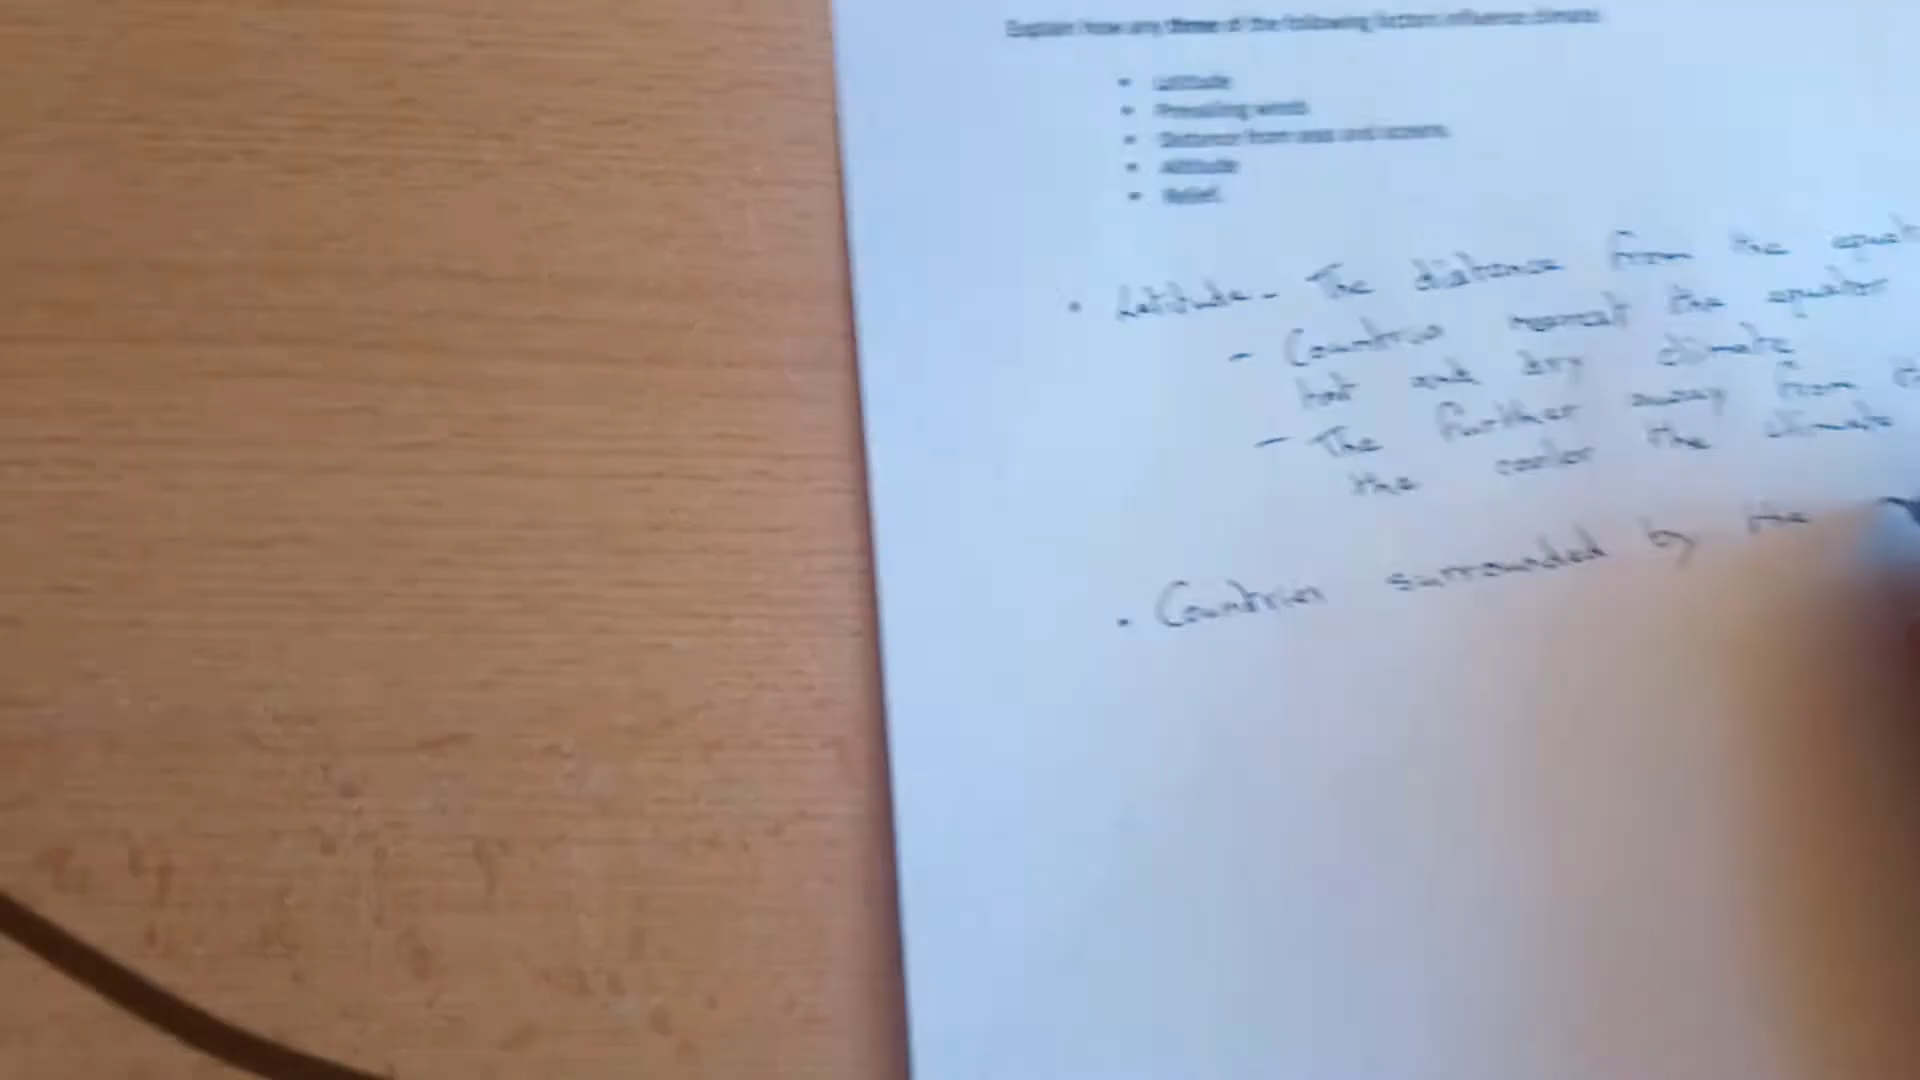 Explain how any three of the following factors influence climate:
• Latitude
• Prevailing winds
• Distance from seas and oceans
• Altitude
• Relief.
• Latitude - The distance from the equat
- Countries nearest the equator
hot and dry climate
- The further away from th
the cooler the climate
• Countries surrounded by the